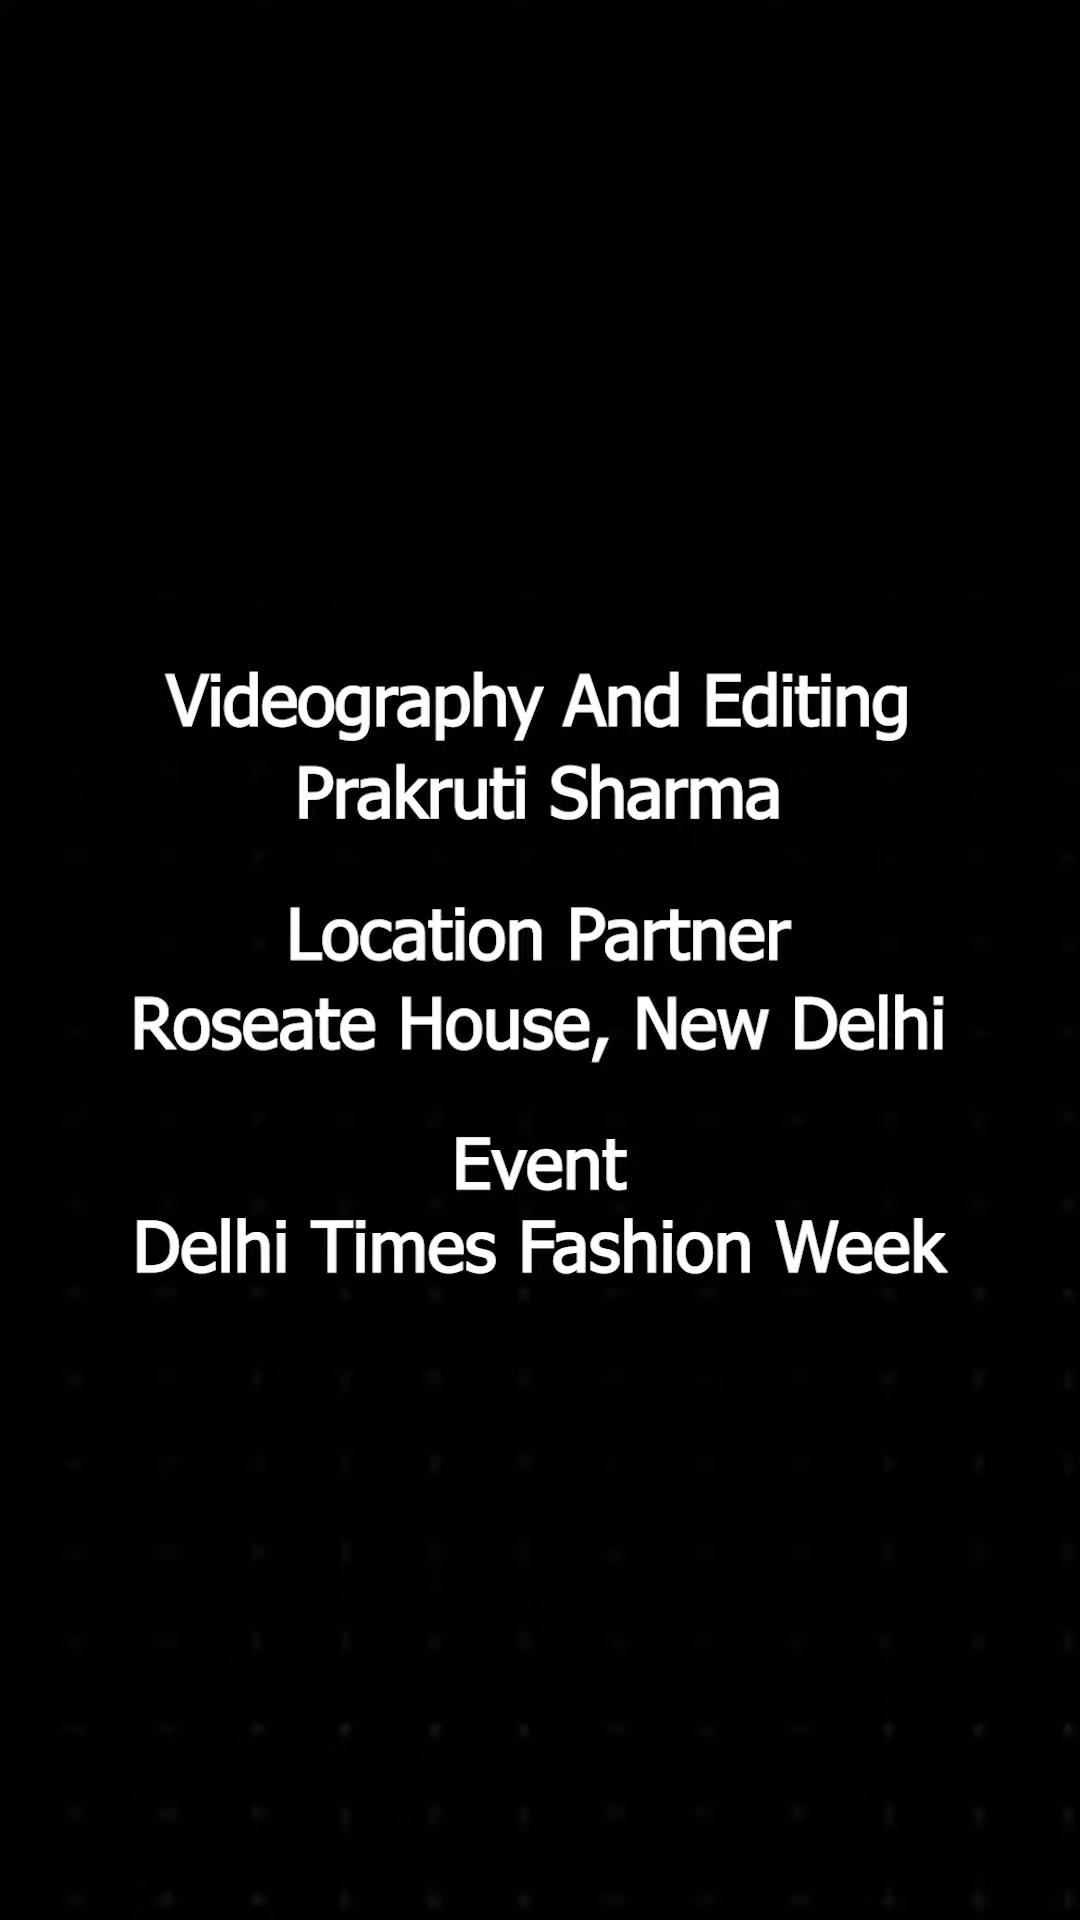 Videography And Editing
Prakruti Sharma
Location Partner
Roseate House, New Delhi
Event
Delhi Times Fashion Week